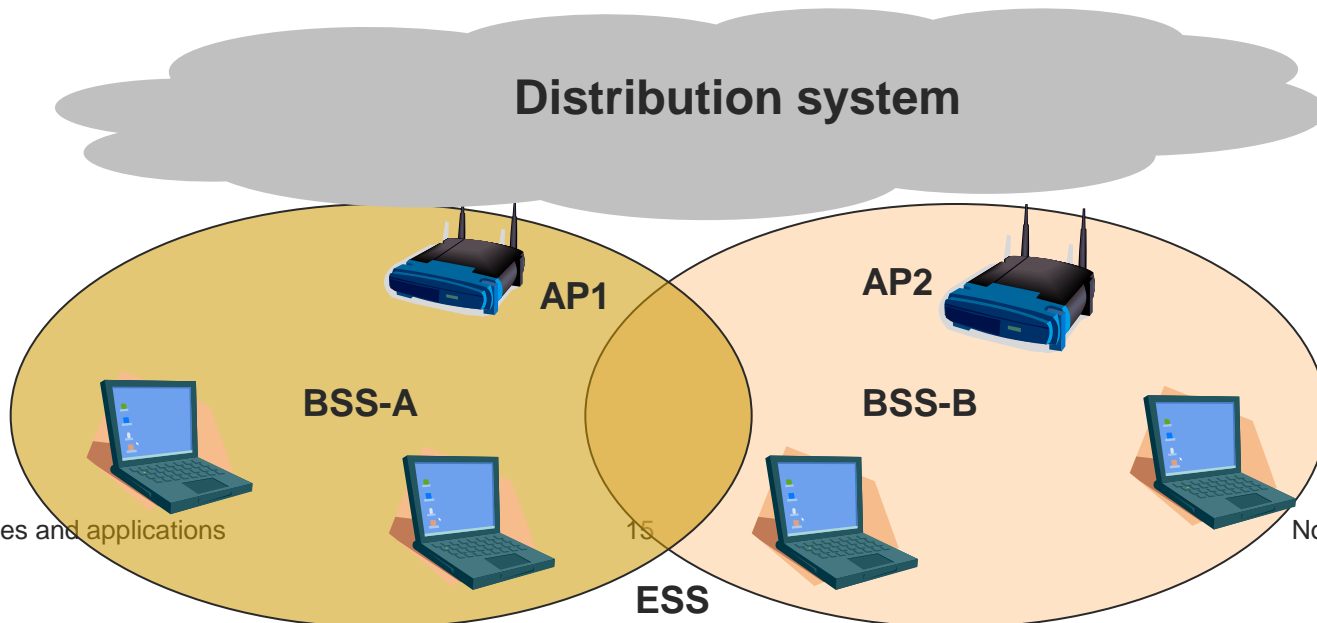 Distribution system
AP1
AP2
BSS-A
BSS-B
es and applications
15
No
ESS